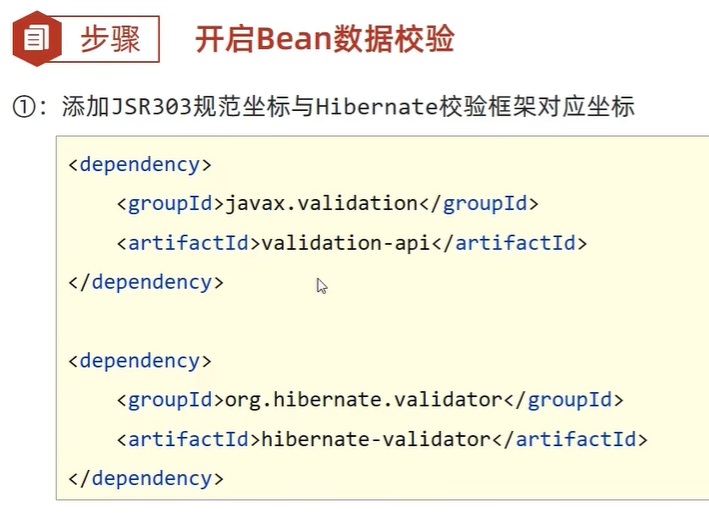 步骤
开启Bean数据校验
①：添加JSR303规范坐标与Hibernate校验框架对应坐标
<dependency>
    <groupId>javax.validation</groupId>
    <artifactId>validation-api</artifactId>
</dependency>
<dependency>
    <groupId>org.hibernate.validator</groupId>
    <artifactId>hibernate-validator</artifactId>
</dependency>